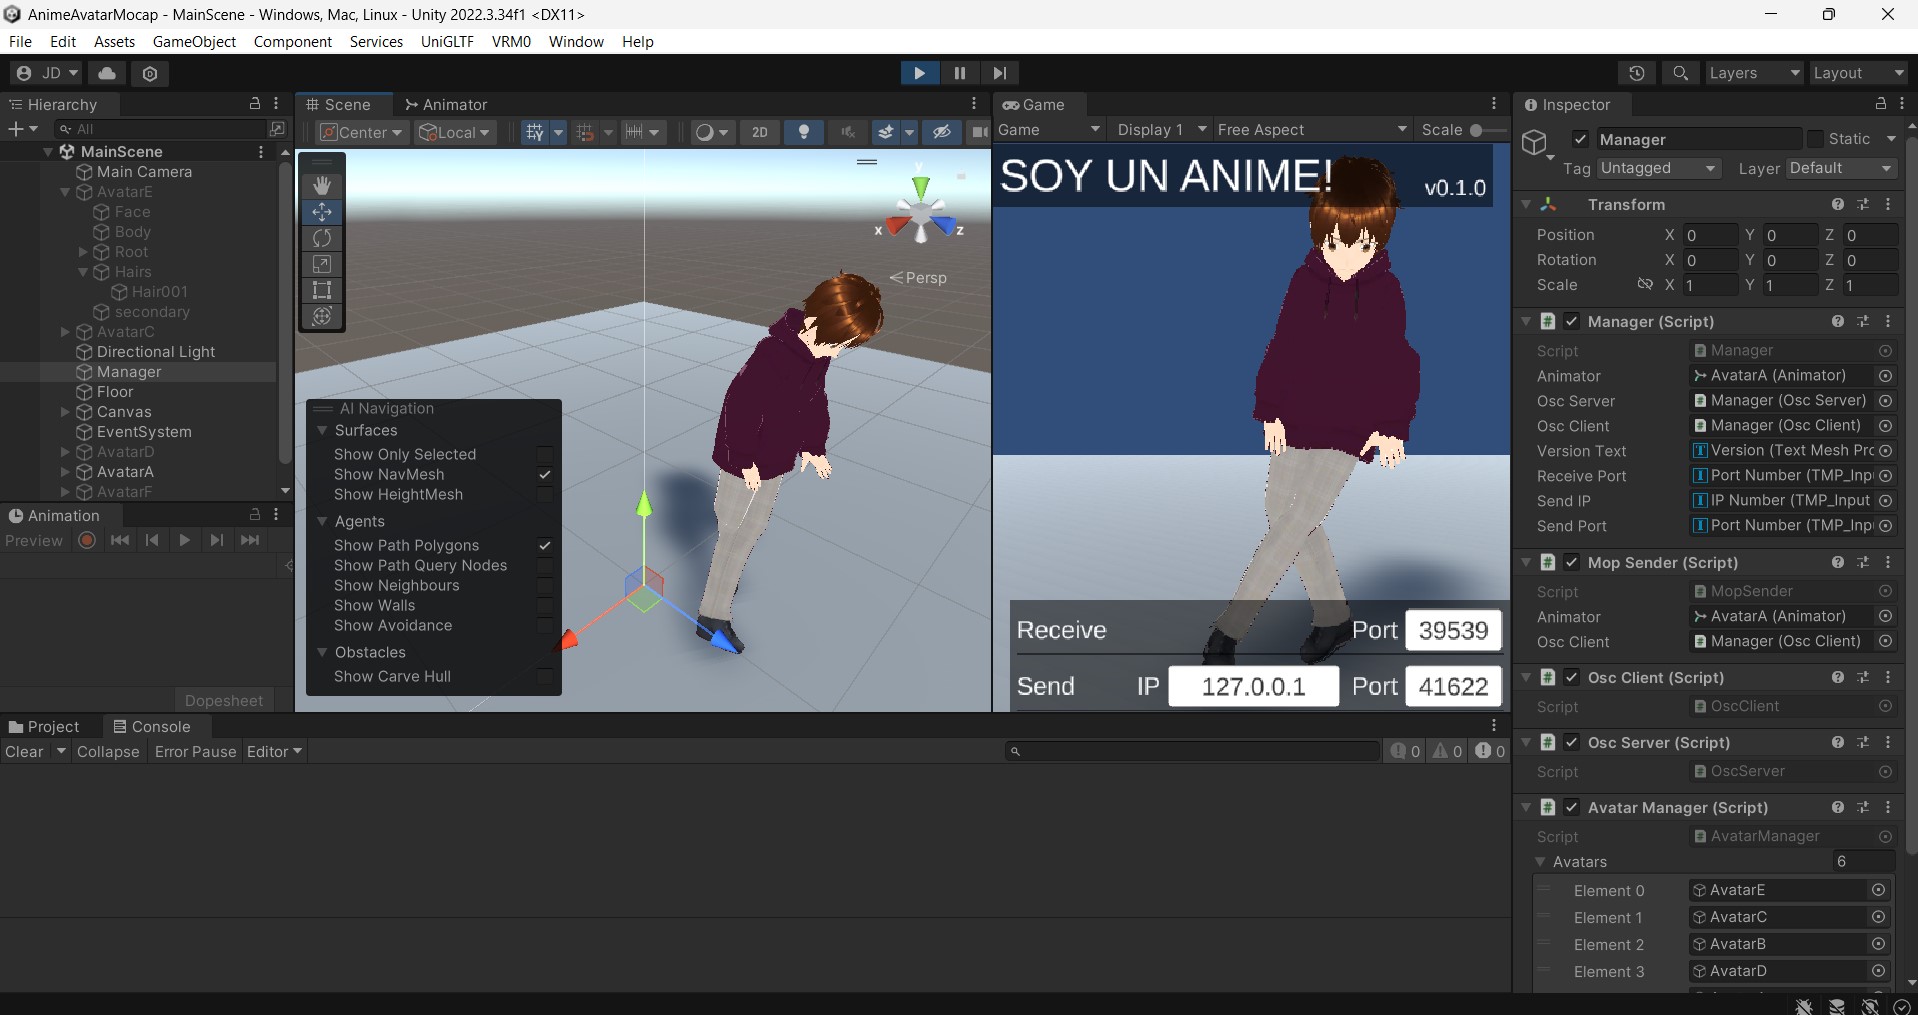 AnimeAvatarMocap - MainScene - Windows, Mac, Linux - Unity 2022.3.34f1 <DX11>
File Edit Assets GameObject Component Services UniGLTF VRM0 Window Help
JD
Layers Layout
Hierarchy
All
MainScene
Main Camera
AvatarE
Face
Body
Root
Hairs
Hair001
secondary
AvatarC
Directional Light
Manager
Floor
Canvas
EventSystem
AvatarD
AvatarA
AvatarF
Animation
Preview
Dopesheet
Scene Animator
Center Local 2D
y
x z
Persp
AI Navigation
Surfaces
Show Only Selected
Show NavMesh
Show HeightMesh
Agents
Show Path Polygons
Show Path Query Nodes
Show Neighbours
Show Walls
Show Avoidance
Obstacles
Show Carve Hull
Game
Game Display 1 Free Aspect Scale
SOY UN ANIME! v0.1.0
Receive Port 39539
Send IP 127.0.0.1 Port 41622
Project Console
Clear Collapse Error Pause Editor 0 0 0
Inspector
Manager Static
Tag Untagged Layer Default
Transform
Position X 0 Y 0 Z 0
Rotation X 0 Y 0 Z 0
Scale X 1 Y 1 Z 1
Manager (Script)
Script Manager
Animator AvatarA (Animator)
Osc Server Manager (Osc Server)
Osc Client Manager (Osc Client)
Version Text Version (Text Mesh Prc
Receive Port Port Number (TMP_Inpu
Send IP IP Number (TMP_Input
Send Port Port Number (TMP_Inpu
Mop Sender (Script)
Script MopSender
Animator AvatarA (Animator)
Osc Client Manager (Osc Client)
Osc Client (Script)
Script OscClient
Osc Server (Script)
Script OscServer
Avatar Manager (Script)
Script AvatarManager
Avatars 6
Element 0 AvatarE
Element 1 AvatarC
Element 2 AvatarB
Element 3 AvatarD